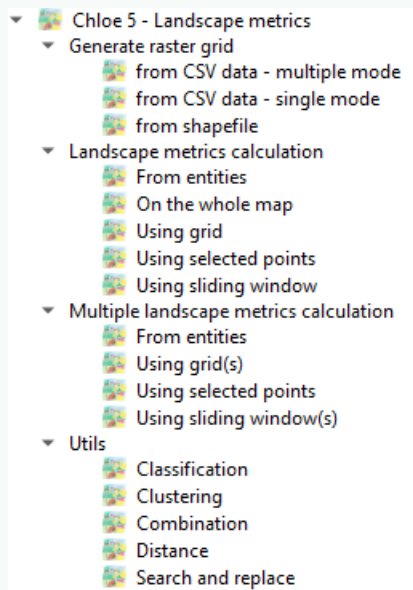 Chloe 5 - Landscape metrics
Generate raster grid
from CSV data - multiple mode
from CSV data - single mode
from shapefile
Landscape metrics calculation
From entities
On the whole map
Using grid
Using selected points
Using sliding window
Multiple landscape metrics calculation
From entities
Using grid(s)
Using selected points
Using sliding window(s)
Utils
Classification
Clustering
Combination
Distance
Search and replace